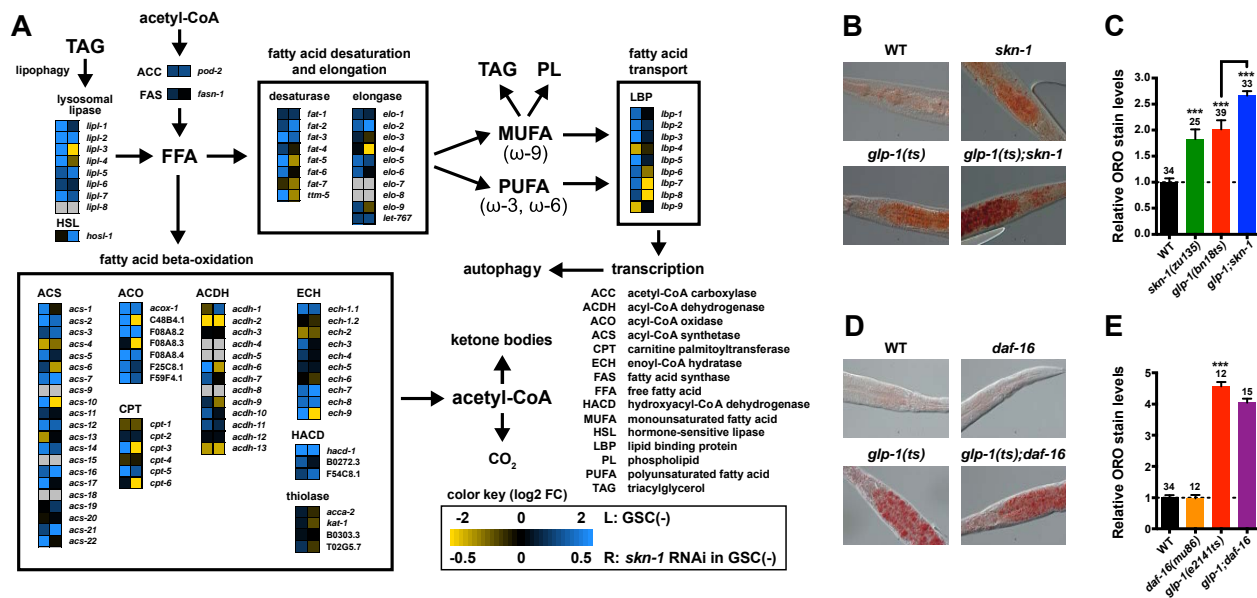 A
acetyl-CoA
TAG
lipophagy
ACC pod-2
FAS fasn-1
lysosomal
lipase
lipl-1
lipl-2
lipl-3
lipl-4
lipl-5
lipl-6
lipl-7
lipl-8
HSL
hosl-1
FFA
fatty acid desaturation
and elongation
desaturase
fat-1
fat-2
fat-3
fat-4
fat-5
fat-6
fat-7
ttm-5
elongase
elo-1
elo-2
elo-3
elo-4
elo-5
elo-6
elo-7
elo-8
elo-9
let-767
TAG PL
MUFA
(ω-9)
PUFA
(ω-3, ω-6)
fatty acid
transport
LBP
lbp-1
lbp-2
lbp-3
lbp-4
lbp-5
lbp-6
lbp-7
lbp-8
lbp-9
autophagy
transcription
fatty acid beta-oxidation
ACS
acs-1
acs-2
acs-3
acs-4
acs-5
acs-6
acs-7
acs-9
acs-10
acs-11
acs-12
acs-13
acs-14
acs-15
acs-16
acs-17
acs-18
acs-19
acs-20
acs-21
acs-22
ACO
acox-1
C48B4.1
F08A8.2
F08A8.3
F08A8.4
F25C8.1
F59F4.1
CPT
cpt-1
cpt-2
cpt-3
cpt-4
cpt-5
cpt-6
ACDH
acdh-1
acdh-2
acdh-3
acdh-4
acdh-5
acdh-6
acdh-7
acdh-8
acdh-9
acdh-10
acdh-11
acdh-12
acdh-13
ECH
ech-1.1
ech-1.2
ech-2
ech-3
ech-4
ech-5
ech-6
ech-7
ech-8
ech-9
HACD
hacd-1
B0272.3
F54C8.1
thiolase
acca-2
kat-1
B0303.3
T02G5.7
ketone bodies
acetyl-CoA
CO2
ACC acetyl-CoA carboxylase
ACDH acyl-CoA dehydrogenase
ACO acyl-CoA oxidase
ACS acyl-CoA synthetase
CPT carnitine palmitoyltransferase
ECH enoyl-CoA hydratase
FAS fatty acid synthase
FFA free fatty acid
HACD hydroxyacyl-CoA dehydrogenase
MUFA monounsaturated fatty acid
HSL hormone-sensitive lipase
LBP lipid binding protein
PL phospholipid
PUFA polyunsaturated fatty acid
TAG triacylglycerol
color key (log2 FC)
-2 0 2 L: GSC(-)
-0.5 0 0.5 R: skn-1 RNAi in GSC(-)
B
WT skn-1
glp-1(ts) glp-1(ts);skn-1
C
Relative ORO stain levels
3.0
2.5
2.0
1.5
1.0
0.5
0.0
34
***
25
***
39
***
33
WT
skn-1(zu135)
glp-1(bn18ts)
glp-1;skn-1
D
WT daf-16
glp-1(ts) glp-1(ts);daf-16
E
Relative ORO stain levels
5
4
3
2
1
0
34
12
***
12
15
WT
daf-16(mu86)
glp-1(e2141ts)
glp-1;daf-16